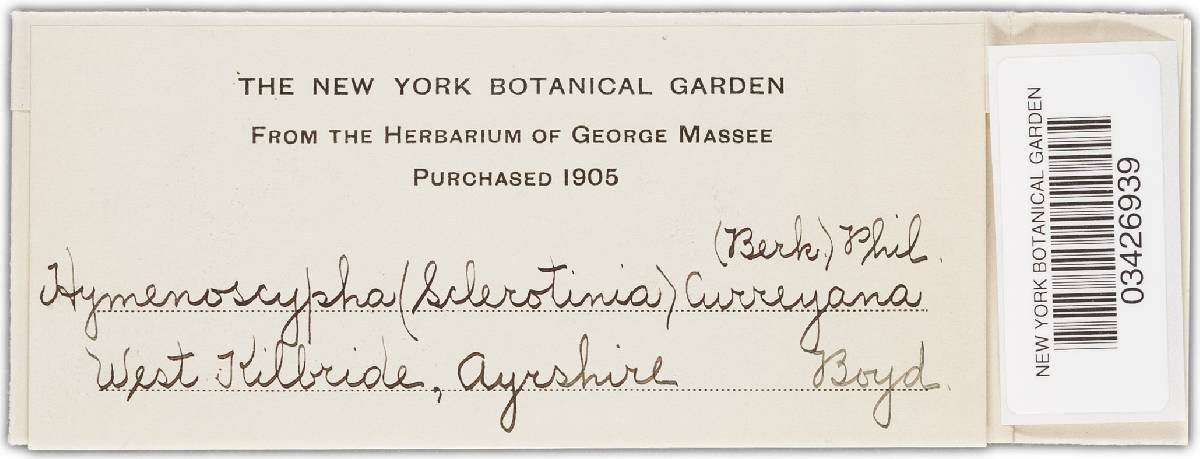 THE NEW YORK BOTANICAL GARDEN
FROM THE HERBARIUM OF GEORGE MASSEE
PURCHASED 1905
(Berk.) Phil.
Hymenoscypha (Sclerotinia) Curreyana
West Kilbride, Ayrshire Boyd.
NEW YORK BOTANICAL GARDEN
03426939